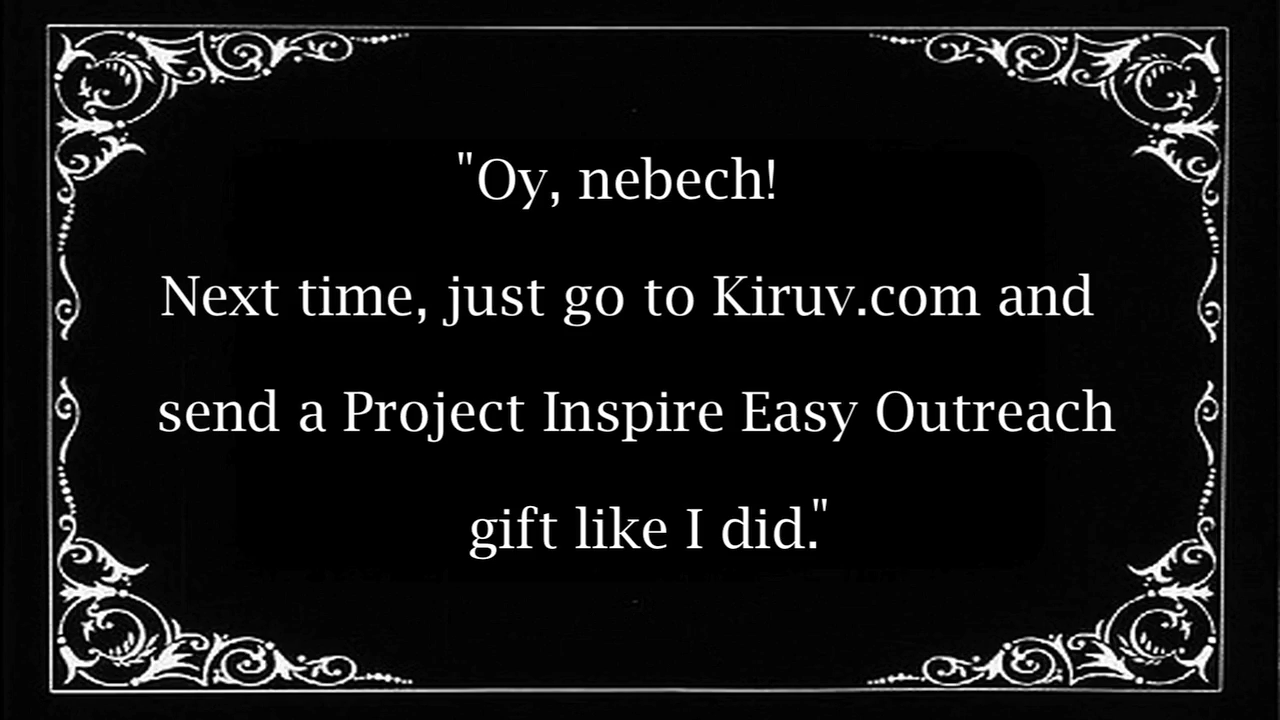 "Oy, nebech!
Next time, just go to Kiruv.com and
send a Project Inspire Easy Outreach
gift like I did."